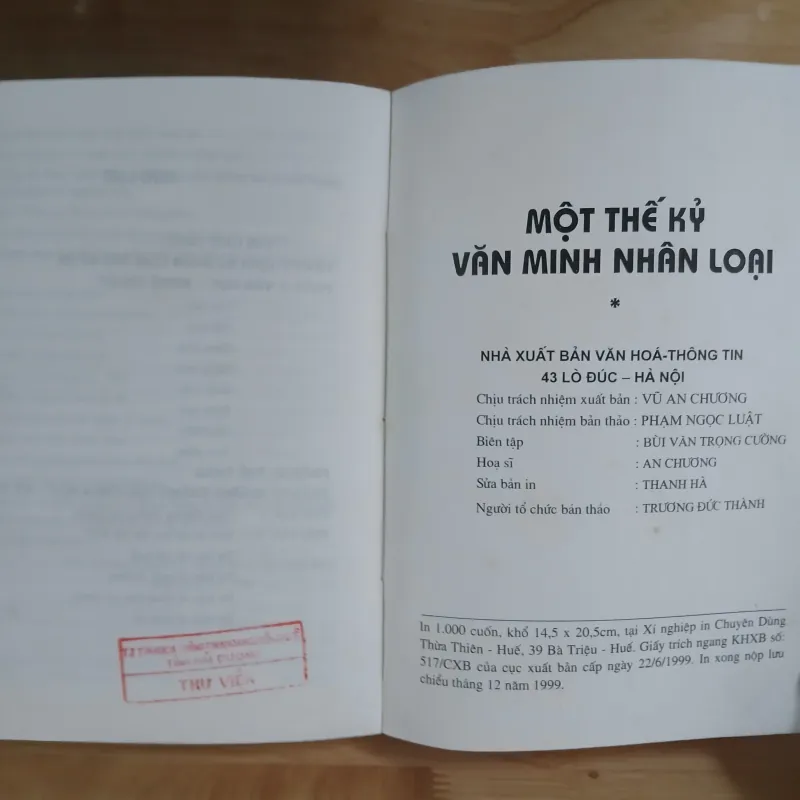 MỘT THẾ KỶ
VĂN MINH NHÂN LOẠI
*
NHÀ XUẤT BẢN VĂN HOÁ-THÔNG TIN
43 LÒ ĐÚC – HÀ NỘI
Chịu trách nhiệm xuất bản : VŨ AN CHƯƠNG
Chịu trách nhiệm bản thảo : PHẠM NGỌC LUẬT
Biên tập : BÙI VĂN TRỌNG CƯỜNG
Hoạ sĩ : AN CHƯƠNG
Sửa bản in : THANH HÀ
Người tổ chức bản thảo : TRƯƠNG ĐỨC THÀNH
In 1.000 cuốn, khổ 14,5 x 20,5cm, tại Xí nghiệp in Chuyên Dùng
Thừa Thiên - Huế, 39 Bà Triệu - Huế. Giấy trích ngang KHXB số:
517/CXB của cục xuất bản cấp ngày 22/6/1999. In xong nộp lưu
chiểu tháng 12 năm 1999.
THƯ VIỆN